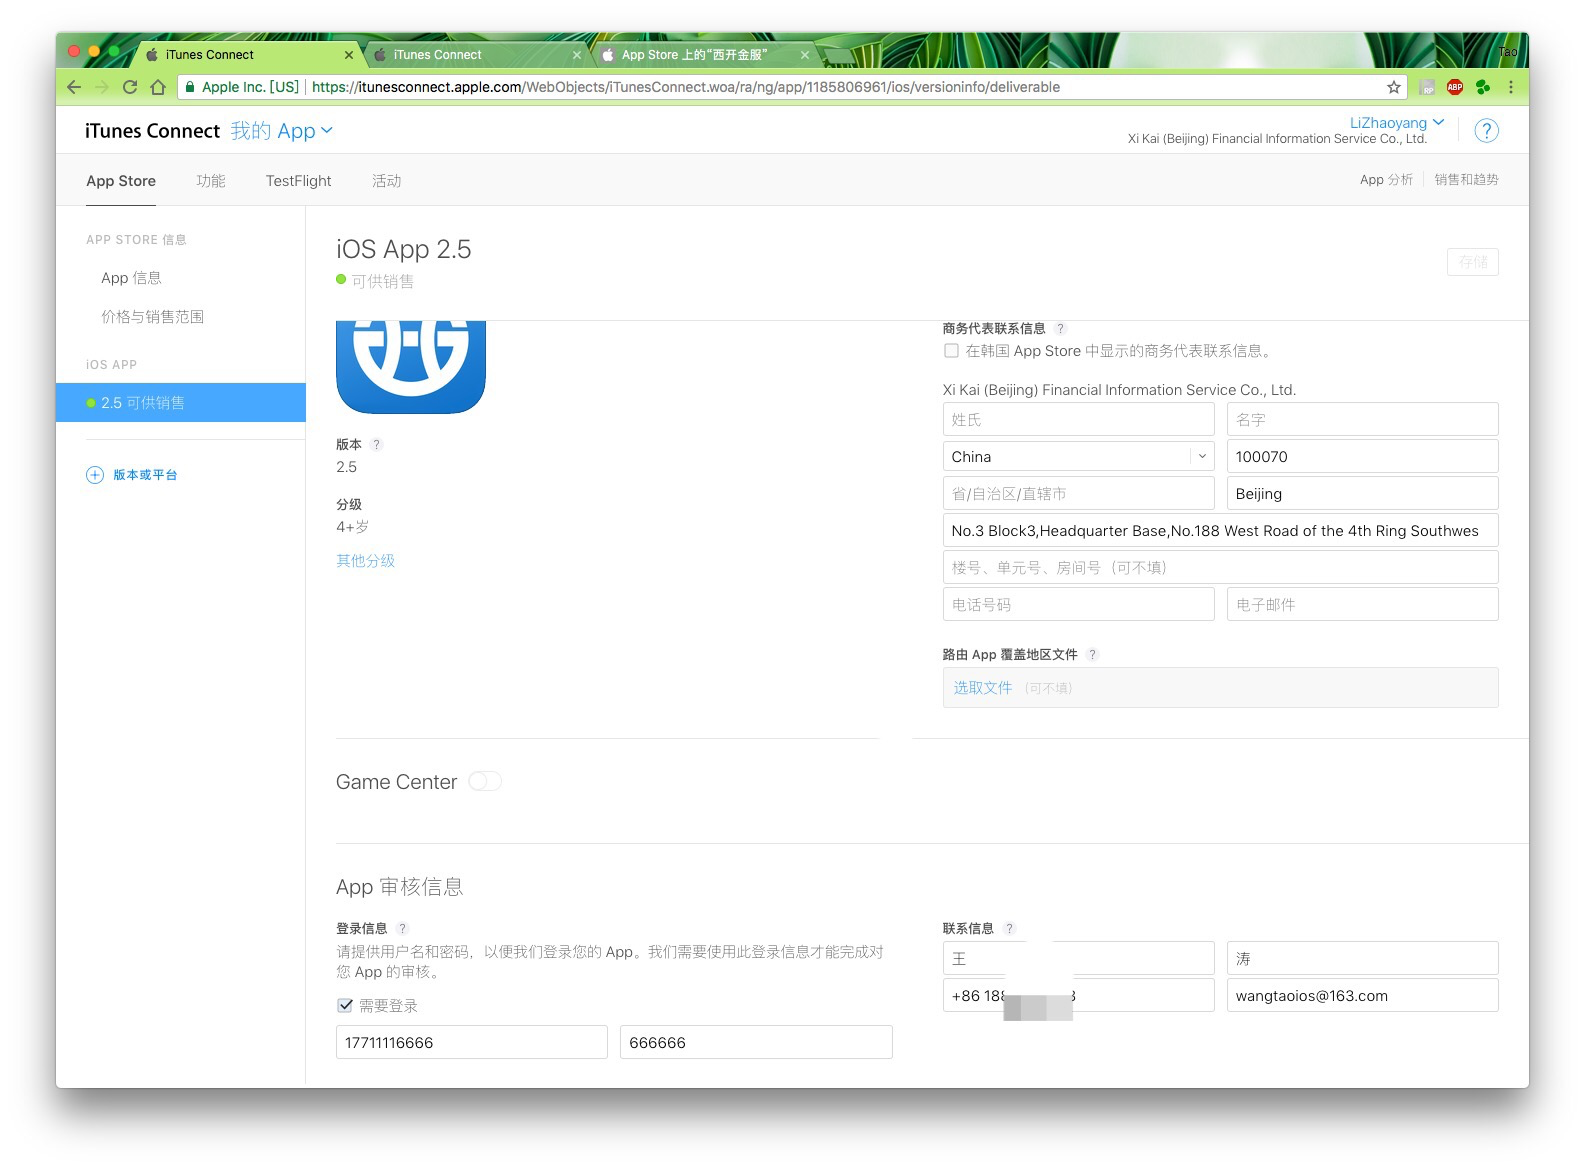 iTunes Connect
iTunes Connect
App Store 上的“西开金服”
Tao
Apple Inc. [US]
https://itunesconnect.apple.com/WebObjects/iTunesConnect.woa/ra/ng/app/1185806961/ios/versioninfo/deliverable
RP
ABP
iTunes Connect 我的 App
LiZhaoyang
Xi Kai (Beijing) Financial Information Service Co., Ltd.
?
App Store
功能
TestFlight
活动
App 分析
销售和趋势
APP STORE 信息
App 信息
价格与销售范围
iOS APP
2.5 可供销售
版本或平台
iOS App 2.5
可供销售
存储
版本 ?
2.5
分级
4+岁
其他分级
商务代表联系信息 ?
在韩国 App Store 中显示的商务代表联系信息。
Xi Kai (Beijing) Financial Information Service Co., Ltd.
姓氏
名字
China
100070
省/自治区/直辖市
Beijing
No.3 Block3,Headquarter Base,No.188 West Road of the 4th Ring Southwes
楼号、单元号、房间号（可不填）
电话号码
电子邮件
路由 App 覆盖地区文件 ?
选取文件 （可不填）
Game Center
App 审核信息
登录信息 ?
请提供用户名和密码，以便我们登录您的 App。我们需要使用此登录信息才能完成对
您 App 的审核。
需要登录
17711116666
666666
联系信息 ?
王
涛
+86 188
wangtaoios@163.com